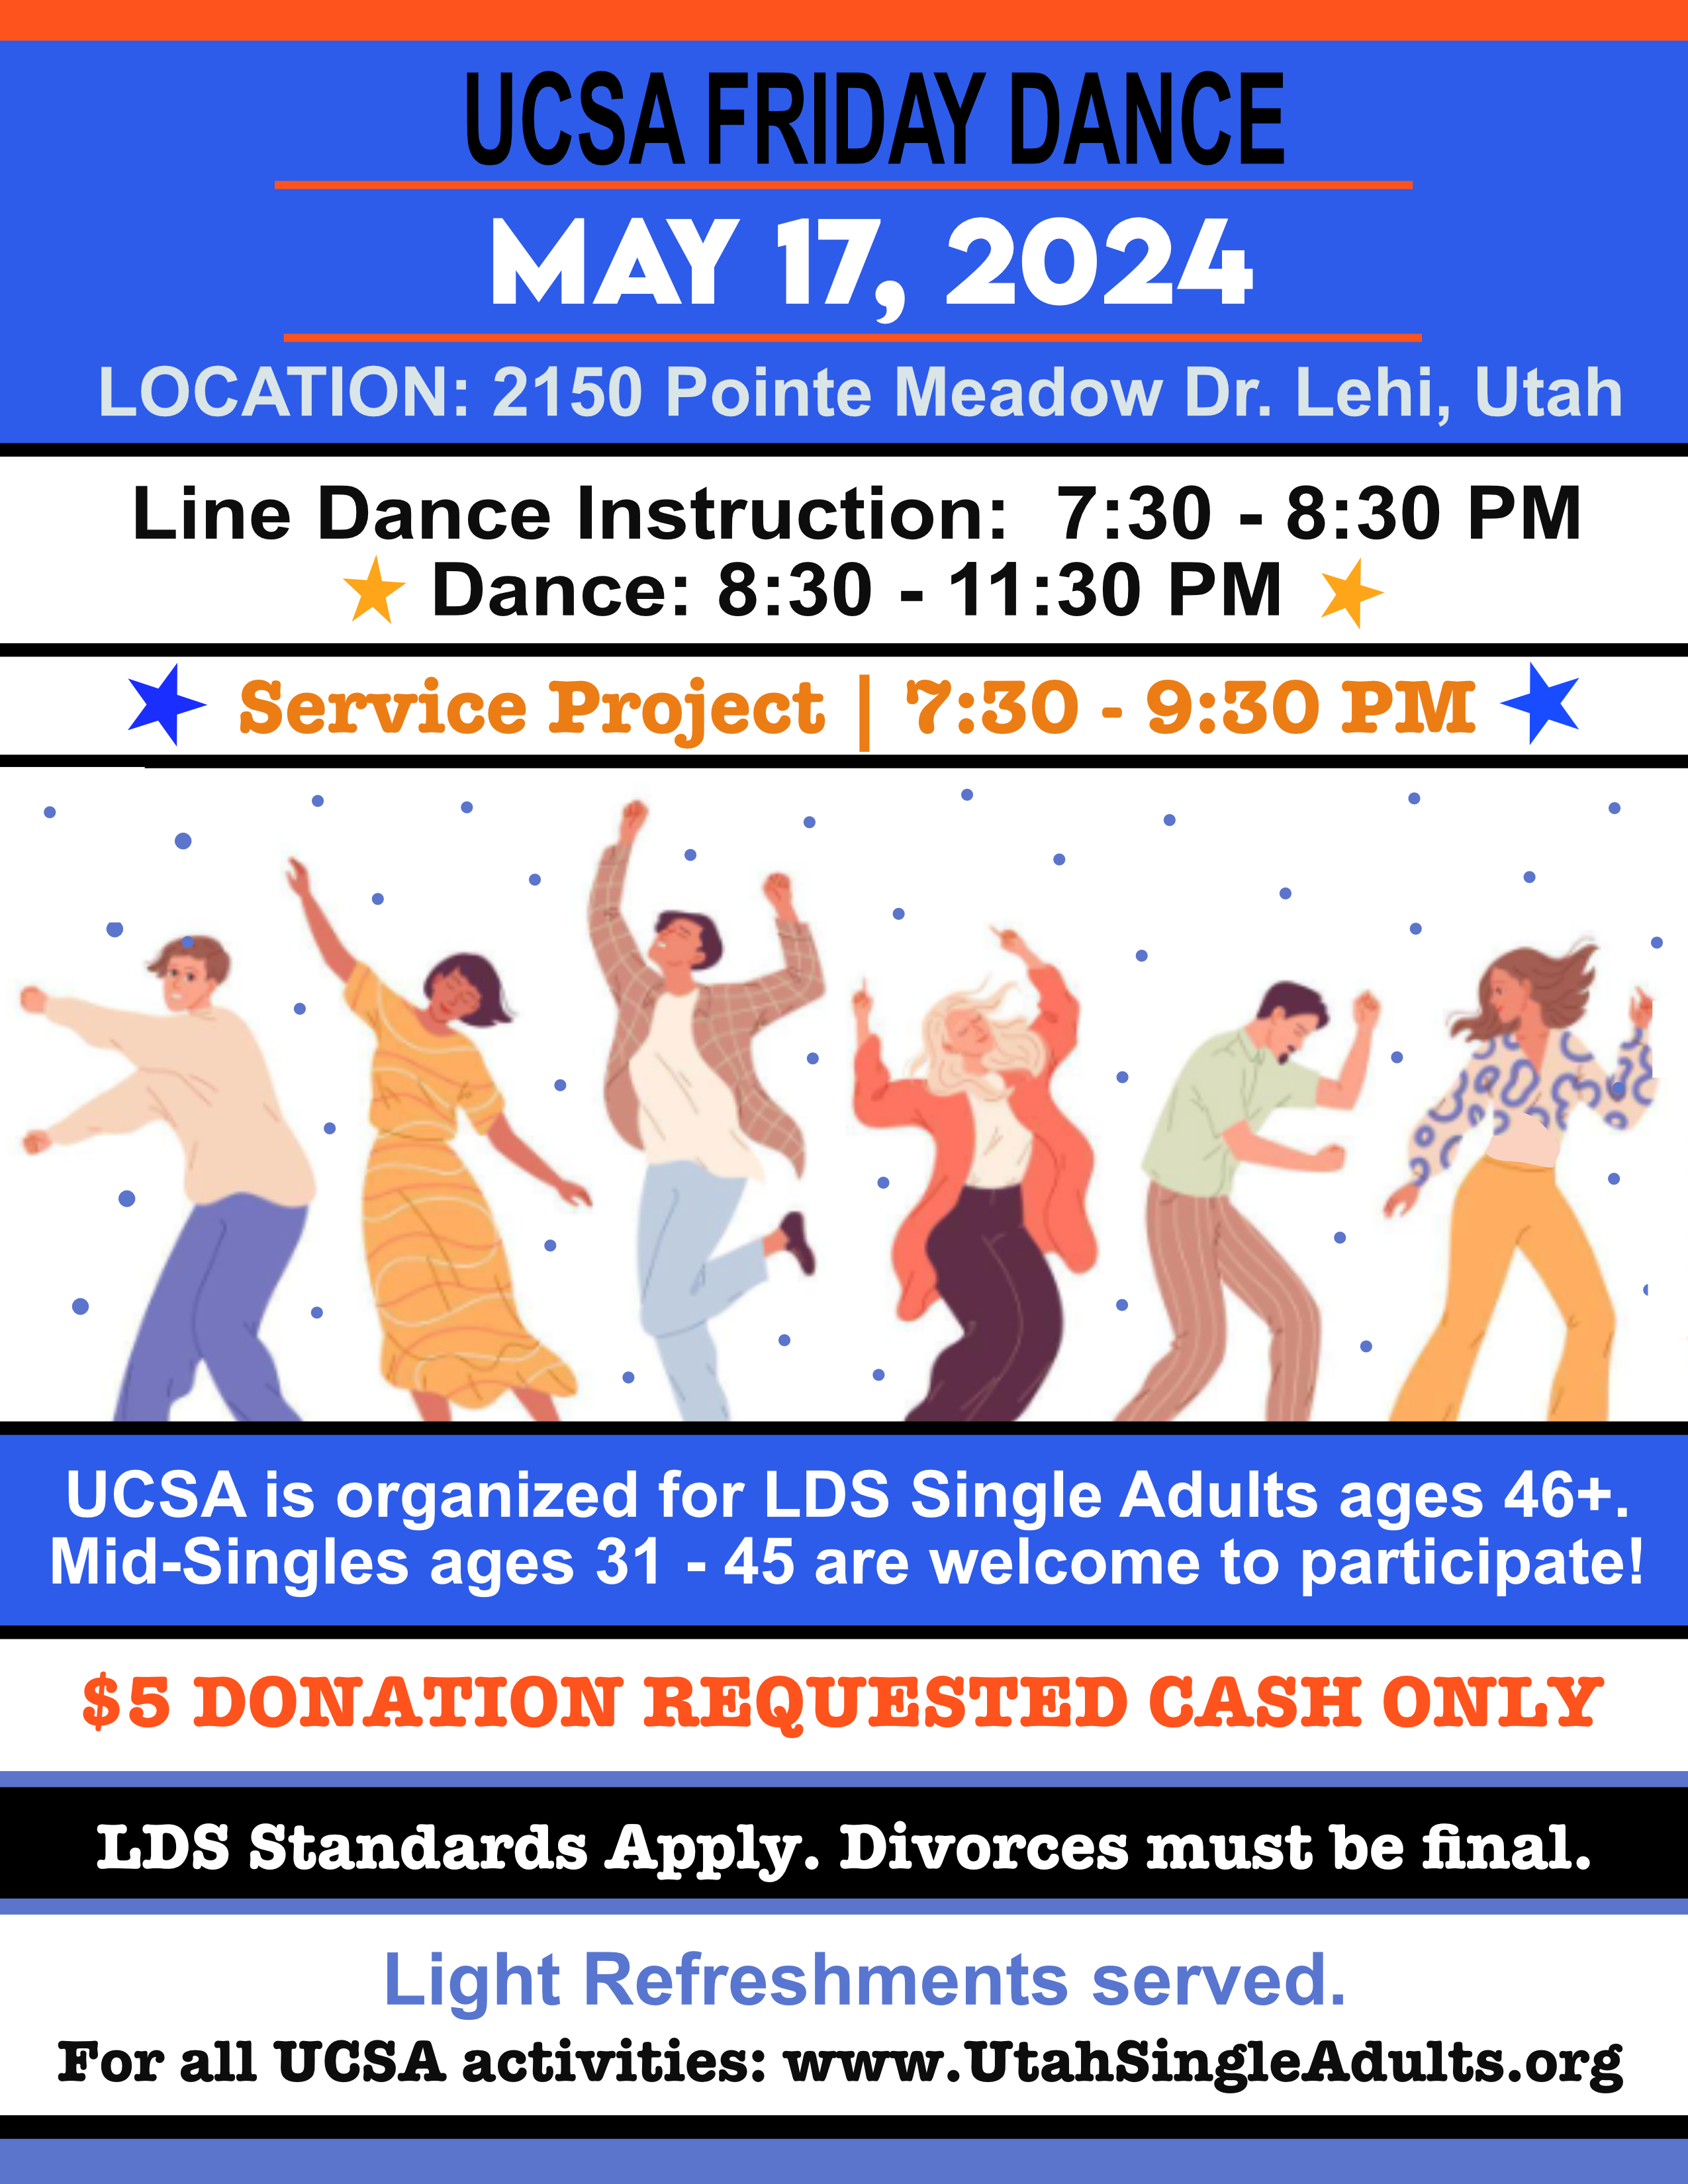 UCSA FRIDAY DANCE
MAY 17, 2024
LOCATION: 2150 Pointe Meadow Dr. Lehi, Utah
Line Dance Instruction: 7:30 - 8:30 PM
Dance: 8:30 - 11:30 PM
Service Project | 7:30 - 9:30 PM
UCSA is organized for LDS Single Adults ages 46+.
Mid-Singles ages 31 - 45 are welcome to participate!
$5 DONATION REQUESTED CASH ONLY
LDS Standards Apply. Divorces must be final.
Light Refreshments served.
For all UCSA activities: www.UtahSingleAdults.org